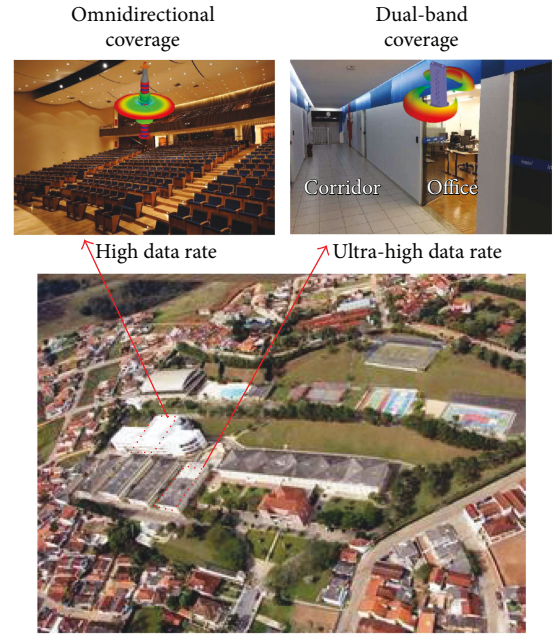 Omnidirectional
coverage
Dual-band
coverage
Corridor
Office
High data rate
Ultra-high data rate